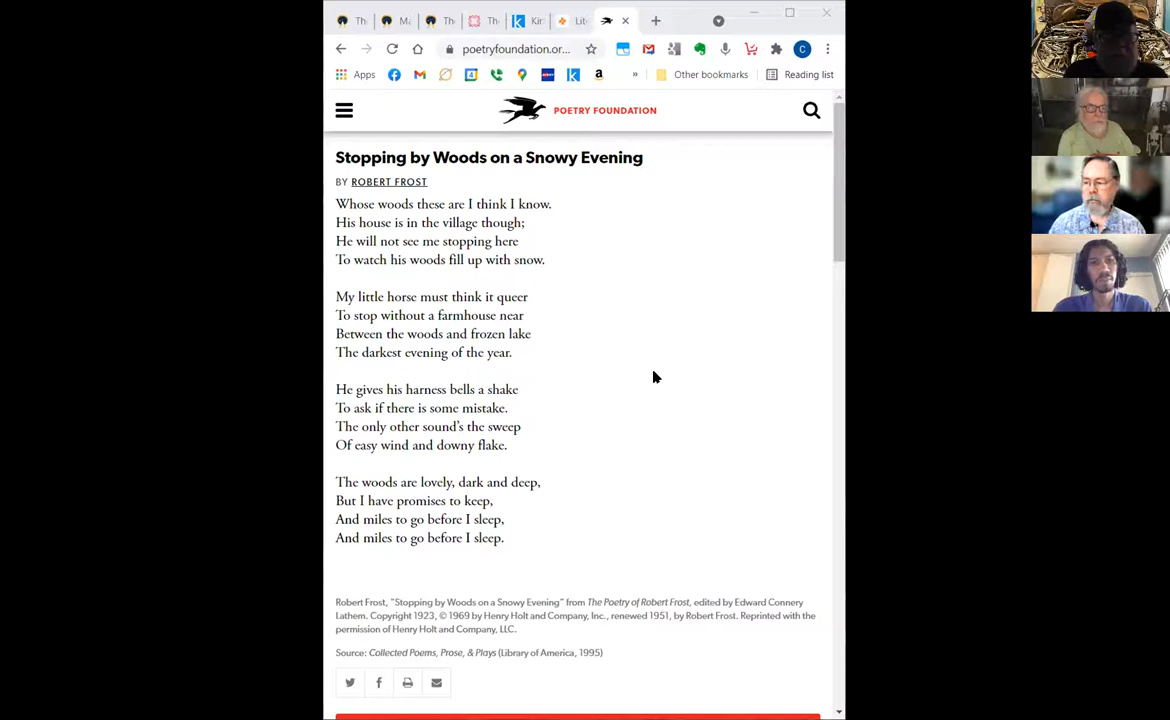 Th
M
Th
Th
Kir
Lit
poetryfoundation.or...
Apps
Other bookmarks
Reading list
POETRY FOUNDATION
Stopping by Woods on a Snowy Evening
BY ROBERT FROST
Whose woods these are I think I know.
His house is in the village though;
He will not see me stopping here
To watch his woods fill up with snow.
My little horse must think it queer
To stop without a farmhouse near
Between the woods and frozen lake
The darkest evening of the year.
He gives his harness bells a shake
To ask if there is some mistake.
The only other sound's the sweep
Of easy wind and downy flake.
The woods are lovely, dark and deep,
But I have promises to keep,
And miles to go before I sleep,
And miles to go before I sleep.
Robert Frost, "Stopping by Woods on a Snowy Evening" from The Poetry of Robert Frost, edited by Edward Connery
Lathem. Copyright 1923, © 1969 by Henry Holt and Company, Inc., renewed 1951, by Robert Frost. Reprinted with the
permission of Henry Holt and Company, LLC.
Source: Collected Poems, Prose, & Plays (Library of America, 1995)